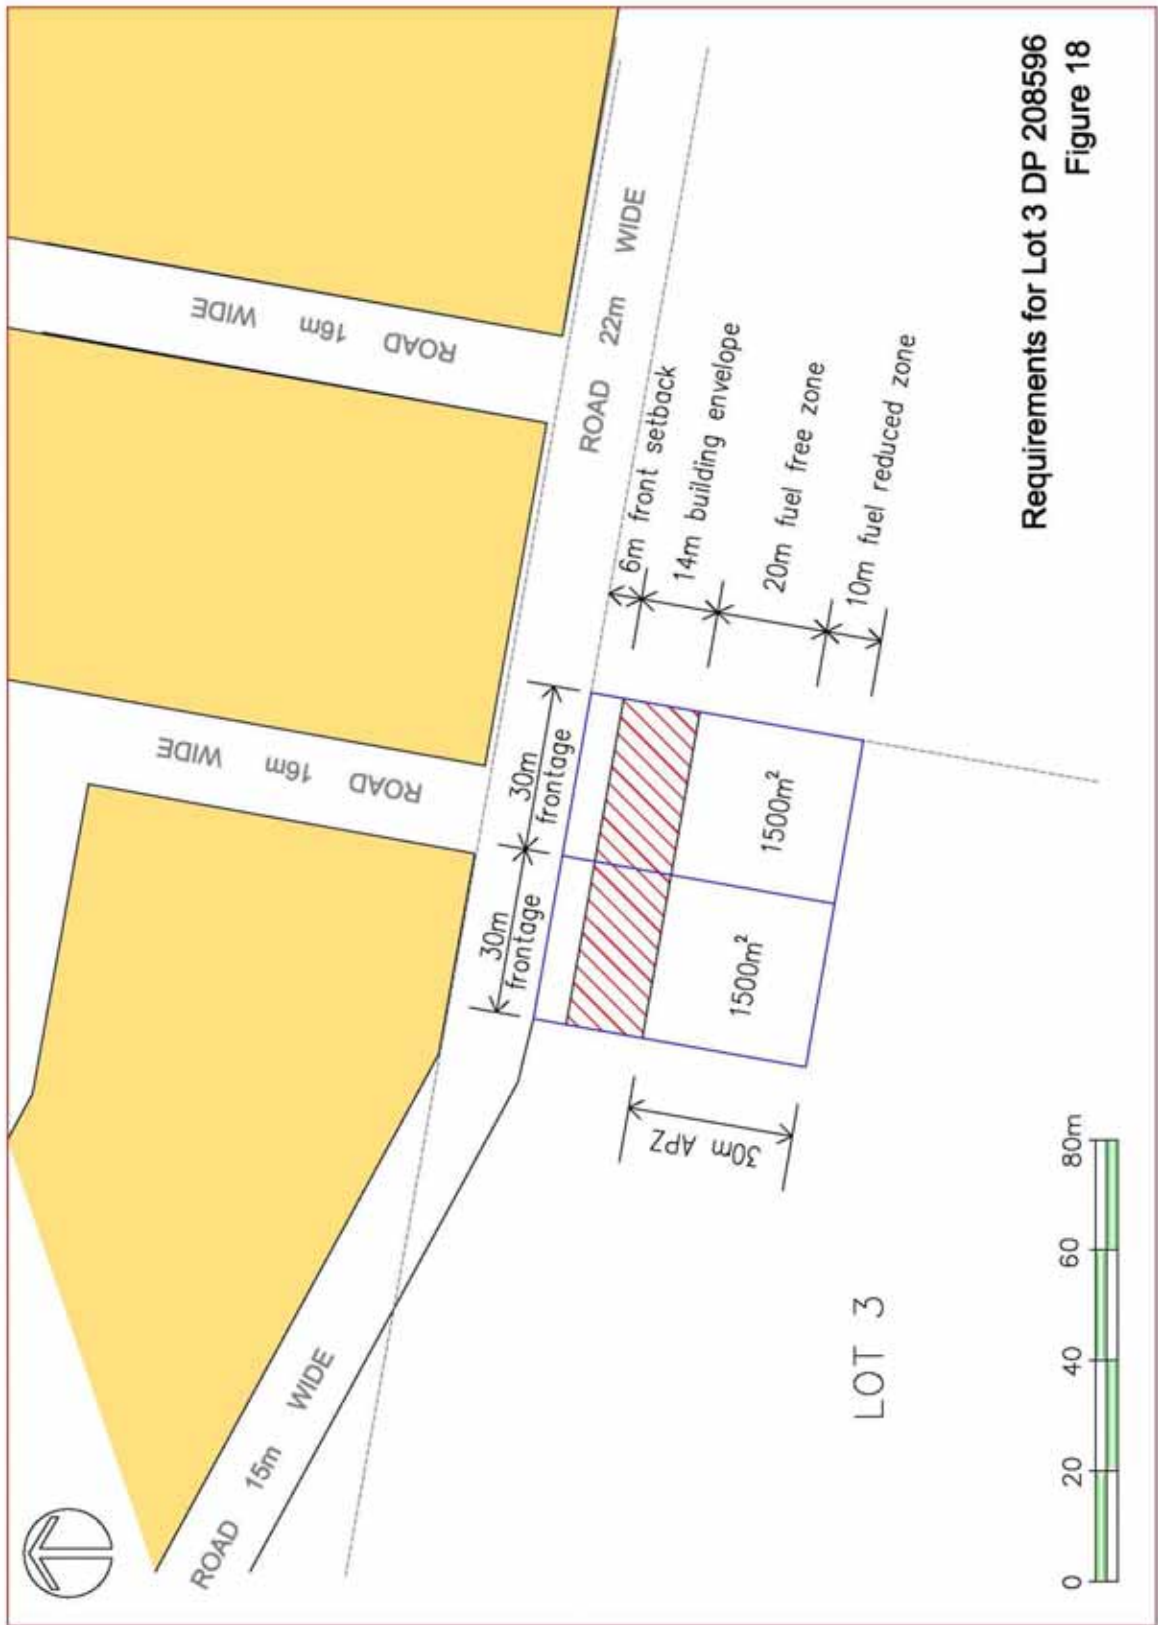 ROAD 16m WIDE
ROAD 16m WIDE
ROAD 22m WIDE
ROAD 15m WIDE
30m
frontage
30m
frontage
6m front setback
14m building envelope
20m fuel free zone
10m fuel reduced zone
1500m²
1500m²
30m APZ
LOT 3
0 20 40 60 80m
Requirements for Lot 3 DP 208596
Figure 18